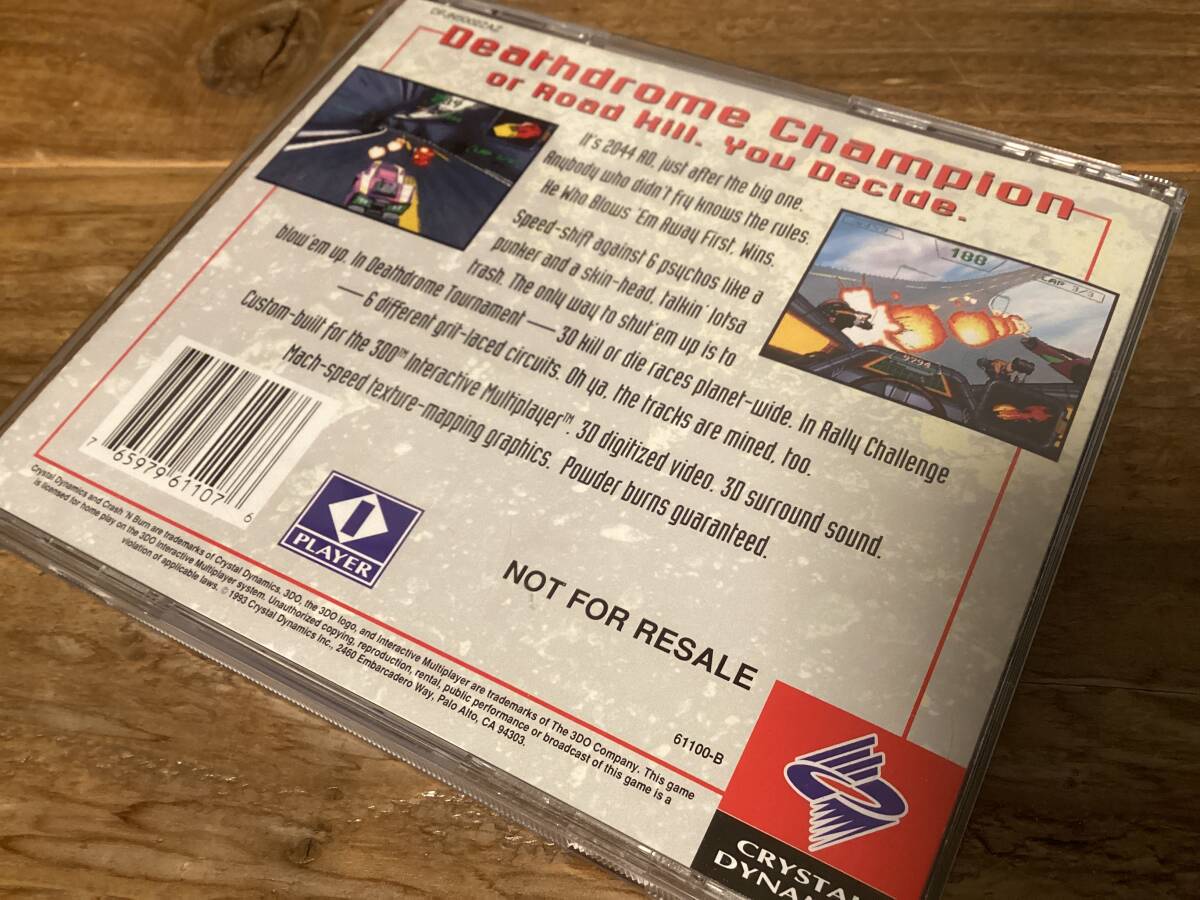 Deathdrome Champion
or Road Kill. You Decide.
It's 2044 AD, just after the big one.
Anybody who didn't fry knows the rules.
He Who Blows 'Em Away First, Wins.
Speed-shift against 6 psychos like a
punker and a skin-head, talkin' lotsa
trash. The only way to shut'em up is to
blow'em up. In Deathdrome Tournament — 30 kill or die races planet-wide. In Rally Challenge
— 6 different grit-laced circuits. Oh ya, the tracks are mined, too.
Custom-built for the 3DO™ Interactive Multiplayer™. 3D digitized video. 3D surround sound.
Mach-speed texture-mapping graphics. Powder burns guaranteed.
188
LAP 3/3
9794
7 65979 61107 6
1
PLAYER
NOT FOR RESALE
Crystal Dynamics and Crash 'N Burn are trademarks of Crystal Dynamics. 3DO, the 3DO logo, and Interactive Multiplayer are trademarks of The 3DO Company. This game
is licensed for home play on the 3DO Interactive Multiplayer system. Unauthorized copying, reproduction, rental, public performance or broadcast of this game is a
violation of applicable laws. © 1993 Crystal Dynamics Inc., 2460 Embarcadero Way, Palo Alto, CA 94303.
61100-B
CRYSTAL
DYNA